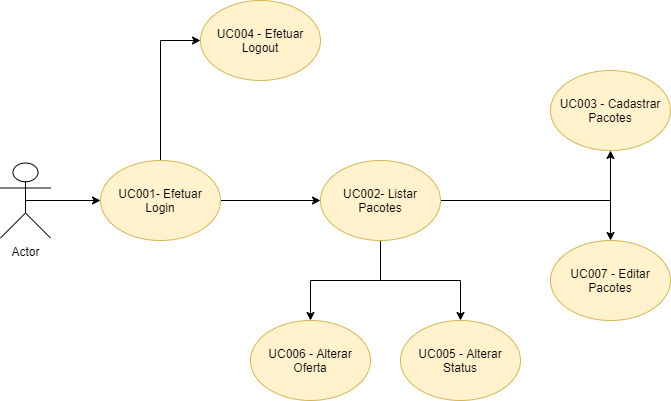 UC004 - Efetuar
Logout
UC003 - Cadastrar
Pacotes
UC001- Efetuar
Login
UC002- Listar
Pacotes
Actor
UC007 - Editar
Pacotes
UC006 - Alterar
Oferta
UC005 - Alterar
Status